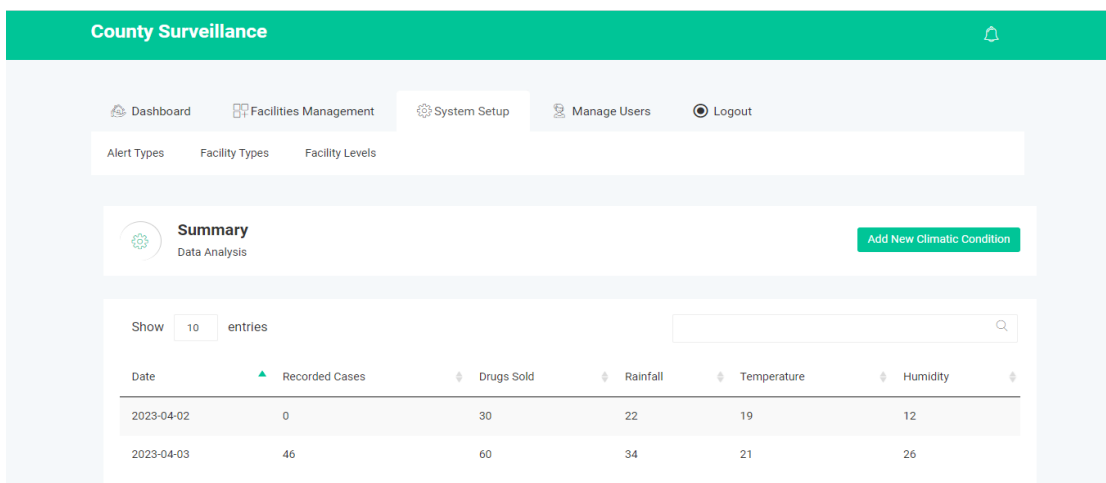 County Surveillance
Dashboard Facilities Management System Setup Manage Users Logout
Alert Types Facility Types Facility Levels
Summary
Data Analysis
Add New Climatic Condition
Show 10 entries
Date Recorded Cases Drugs Sold Rainfall Temperature Humidity
2023-04-02 0 30 22 19 12
2023-04-03 46 60 34 21 26